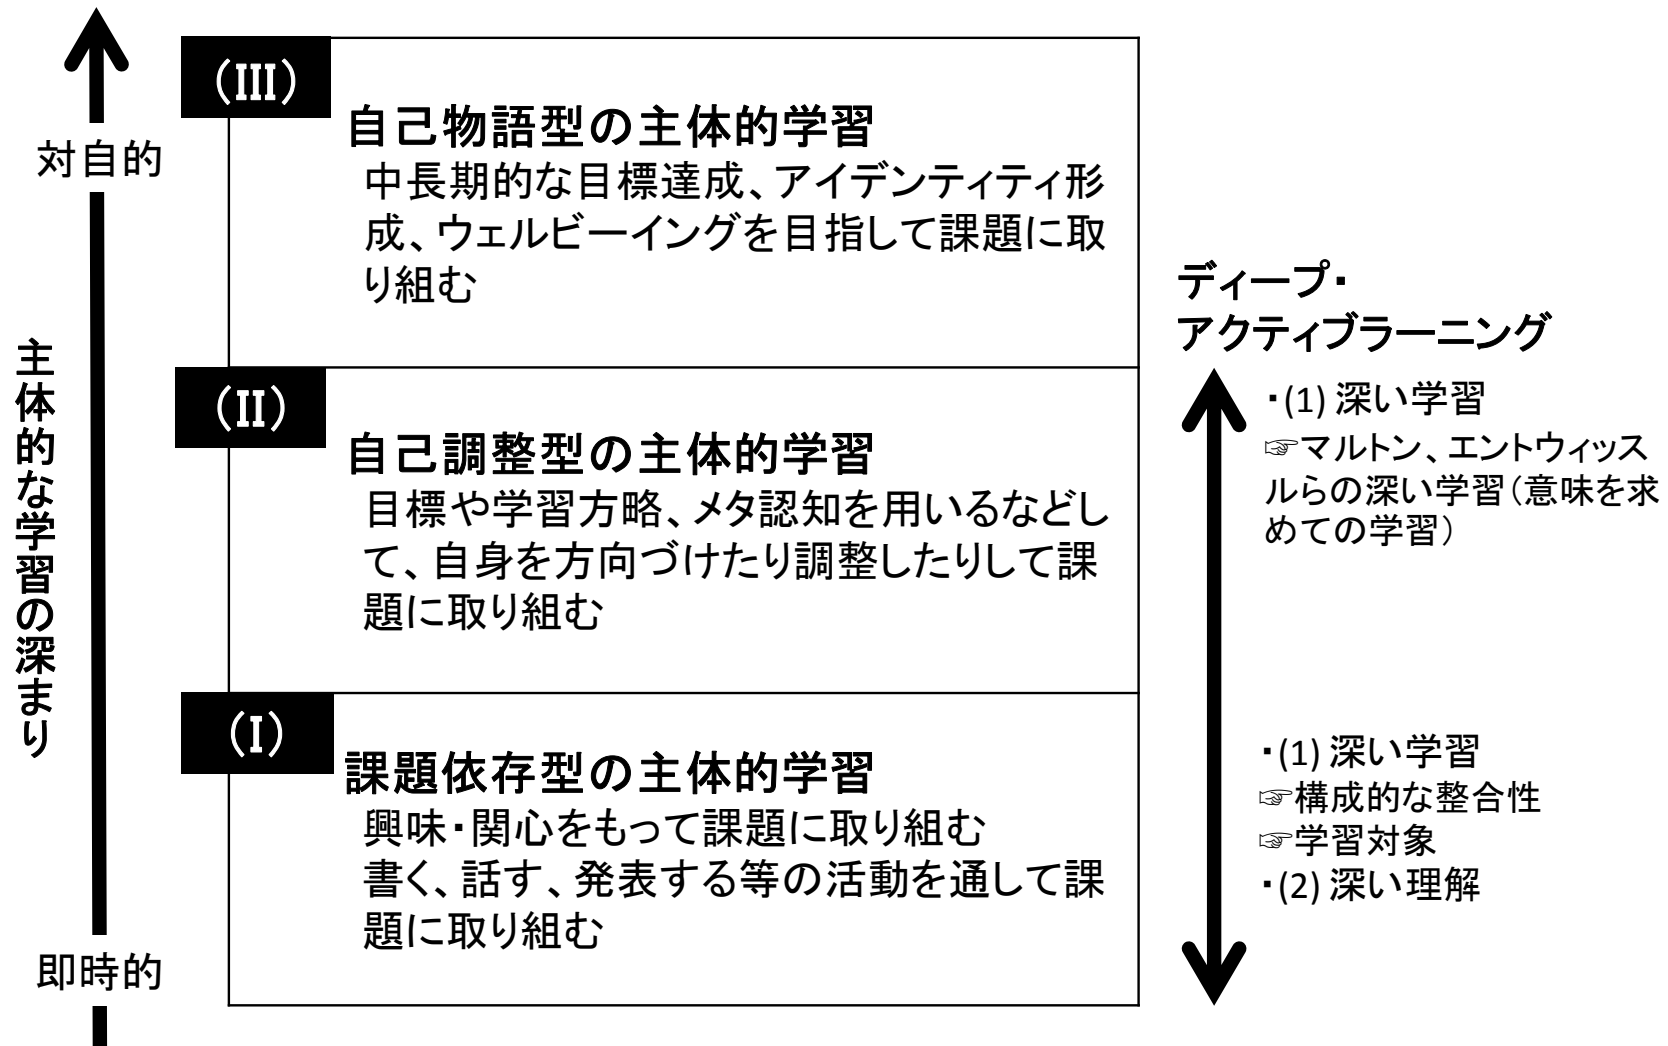 対自的
主体的な学習の深まり
即時的
(III)
自己物語型の主体的学習
中長期的な目標達成、アイデンティティ形
成、ウェルビーイングを目指して課題に取
り組む
(II)
自己調整型の主体的学習
目標や学習方略、メタ認知を用いるなどし
て、自身を方向づけたり調整したりして課
題に取り組む
(I)
課題依存型の主体的学習
興味・関心をもって課題に取り組む
書く、話す、発表する等の活動を通して課
題に取り組む
ディープ・
アクティブラーニング
・(1) 深い学習
☞マルトン、エントウィッス
ルらの深い学習（意味を求
めての学習）
・(1) 深い学習
☞構成的な整合性
☞学習対象
・(2) 深い理解